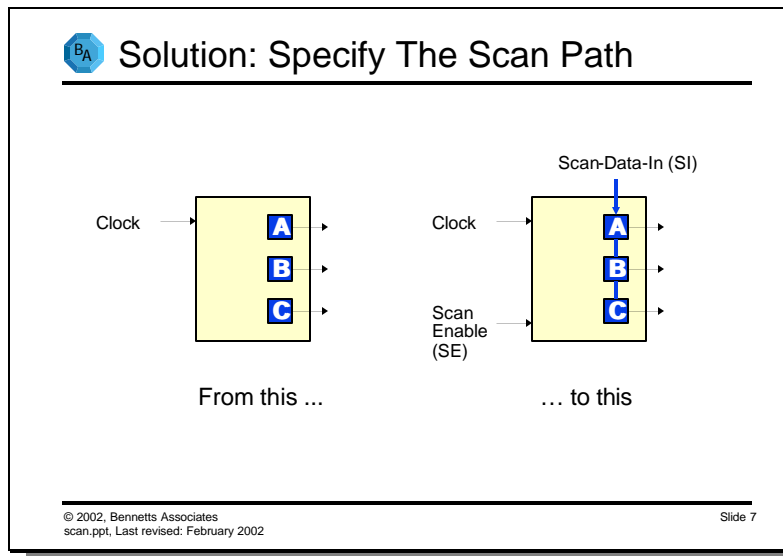 BA
Solution: Specify The Scan Path
Scan-Data-In (SI)
Clock
A
B
C
Clock
Scan
Enable
(SE)
A
B
C
From this ...
… to this
© 2002, Bennetts Associates
scan.ppt, Last revised: February 2002
Slide 7